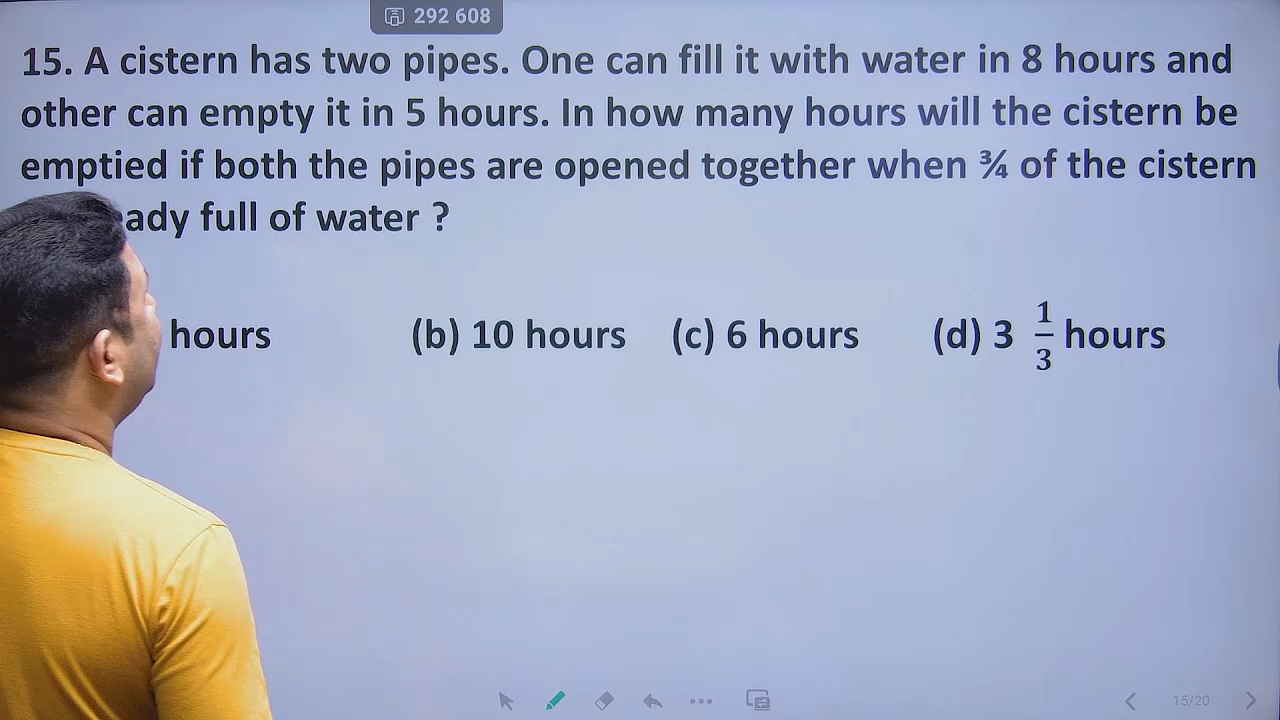 292 608
15. A cistern has two pipes. One can fill it with water in 8 hours and
other can empty it in 5 hours. In how many hours will the cistern be
emptied if both the pipes are opened together when ¾ of the cistern
full of water ?
hours (b) 10 hours (c) 6 hours (d) 3 1/3 hours
15/20